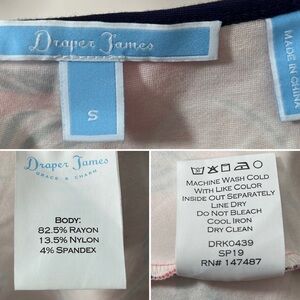 Draper James
S
MADE IN CHINA
Draper James
GRACE & CHARM
BODY:
82.5% RAYON
13.5% NYLON
4% SPANDEX
MACHINE WASH COLD
WITH LIKE COLOR
INSIDE OUT SEPARATELY
LINE DRY
DO NOT BLEACH
COOL IRON
DRY CLEAN
DRK0439
SP19
RN# 147487